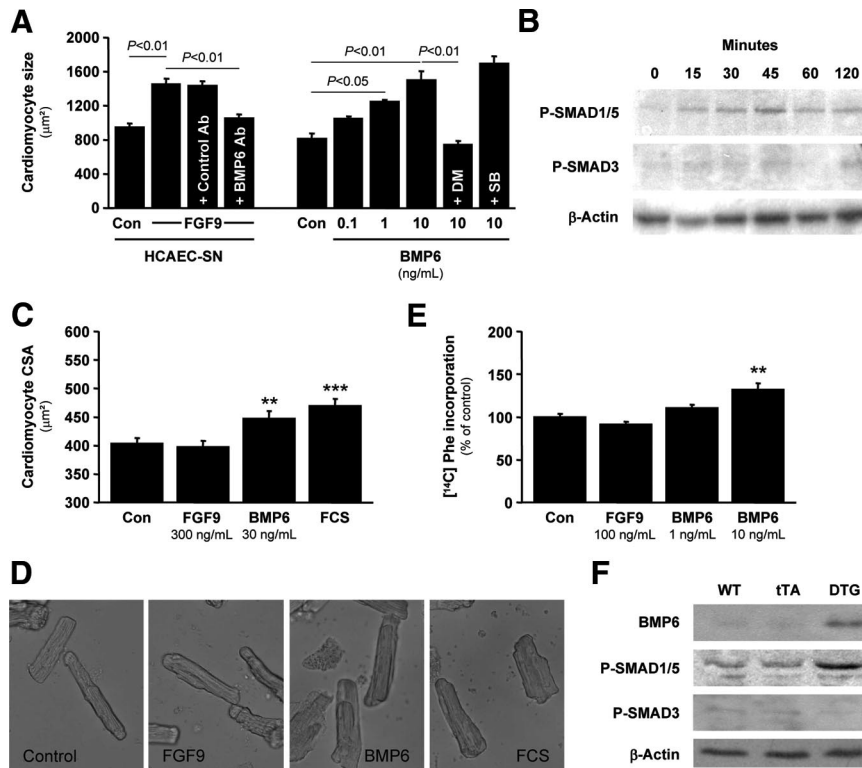 A
Cardiomyocyte size
(µm²)
2000
1600
1200
800
400
0
P<0.01
P<0.01
P<0.01
P<0.01
P<0.05
+ Control Ab
+ BMP6 Ab
+ DM
+ SB
Con
FGF9
Con
0.1
1
10
10
10
HCAEC-SN
BMP6
(ng/mL)
B
Minutes
0 15 30 45 60 120
P-SMAD1/5
P-SMAD3
β-Actin
C
Cardiomyocyte CSA
(µm²)
600
550
500
450
400
350
300
**
***
Con
FGF9
BMP6
FCS
300 ng/mL
30 ng/mL
E
[¹⁴C] Phe incorporation
(% of control)
200
150
100
50
0
**
Con
FGF9
BMP6
BMP6
100 ng/mL
1 ng/mL
10 ng/mL
D
Control
FGF9
BMP6
FCS
F
WT tTA DTG
BMP6
P-SMAD1/5
P-SMAD3
β-Actin